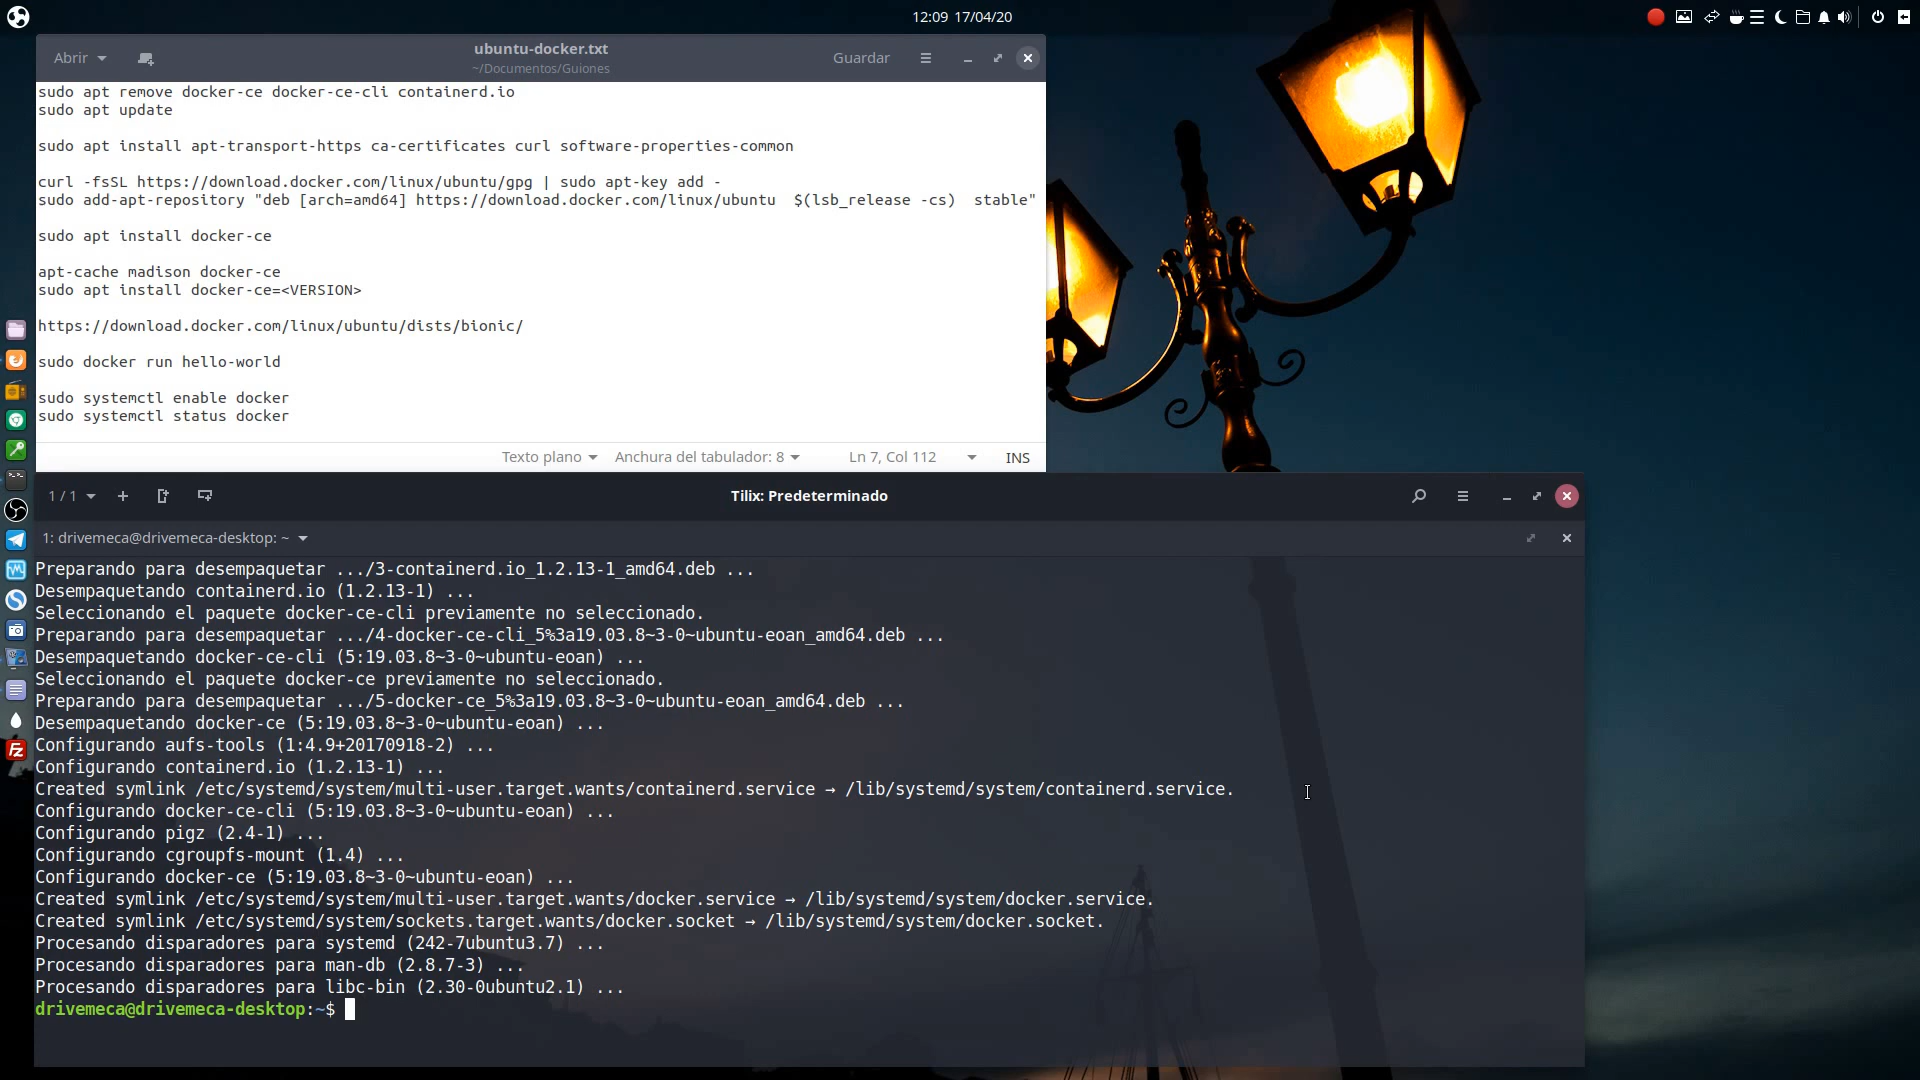 12:09 17/04/20
Abrir
ubuntu-docker.txt
~/Documentos/Guiones
Guardar
sudo apt remove docker-ce docker-ce-cli containerd.io
sudo apt update
sudo apt install apt-transport-https ca-certificates curl software-properties-common
curl -fsSL https://download.docker.com/linux/ubuntu/gpg | sudo apt-key add -
sudo add-apt-repository "deb [arch=amd64] https://download.docker.com/linux/ubuntu  $(lsb_release -cs)  stable"
sudo apt install docker-ce
apt-cache madison docker-ce
sudo apt install docker-ce=<VERSION>
https://download.docker.com/linux/ubuntu/dists/bionic/
sudo docker run hello-world
sudo systemctl enable docker
sudo systemctl status docker
Texto plano Anchura del tabulador: 8 Ln 7, Col 112 INS
1 / 1
Tilix: Predeterminado
1: drivemeca@drivemeca-desktop: ~
Preparando para desempaquetar .../3-containerd.io_1.2.13-1_amd64.deb ...
Desempaquetando containerd.io (1.2.13-1) ...
Seleccionando el paquete docker-ce-cli previamente no seleccionado.
Preparando para desempaquetar .../4-docker-ce-cli_5%3a19.03.8~3-0~ubuntu-eoan_amd64.deb ...
Desempaquetando docker-ce-cli (5:19.03.8~3-0~ubuntu-eoan) ...
Seleccionando el paquete docker-ce previamente no seleccionado.
Preparando para desempaquetar .../5-docker-ce_5%3a19.03.8~3-0~ubuntu-eoan_amd64.deb ...
Desempaquetando docker-ce (5:19.03.8~3-0~ubuntu-eoan) ...
Configurando aufs-tools (1:4.9+20170918-2) ...
Configurando containerd.io (1.2.13-1) ...
Created symlink /etc/systemd/system/multi-user.target.wants/containerd.service → /lib/systemd/system/containerd.service.
Configurando docker-ce-cli (5:19.03.8~3-0~ubuntu-eoan) ...
Configurando pigz (2.4-1) ...
Configurando cgroupfs-mount (1.4) ...
Configurando docker-ce (5:19.03.8~3-0~ubuntu-eoan) ...
Created symlink /etc/systemd/system/multi-user.target.wants/docker.service → /lib/systemd/system/docker.service.
Created symlink /etc/systemd/system/sockets.target.wants/docker.socket → /lib/systemd/system/docker.socket.
Procesando disparadores para systemd (242-7ubuntu3.7) ...
Procesando disparadores para man-db (2.8.7-3) ...
Procesando disparadores para libc-bin (2.30-0ubuntu2.1) ...
drivemeca@drivemeca-desktop:~$
Fz